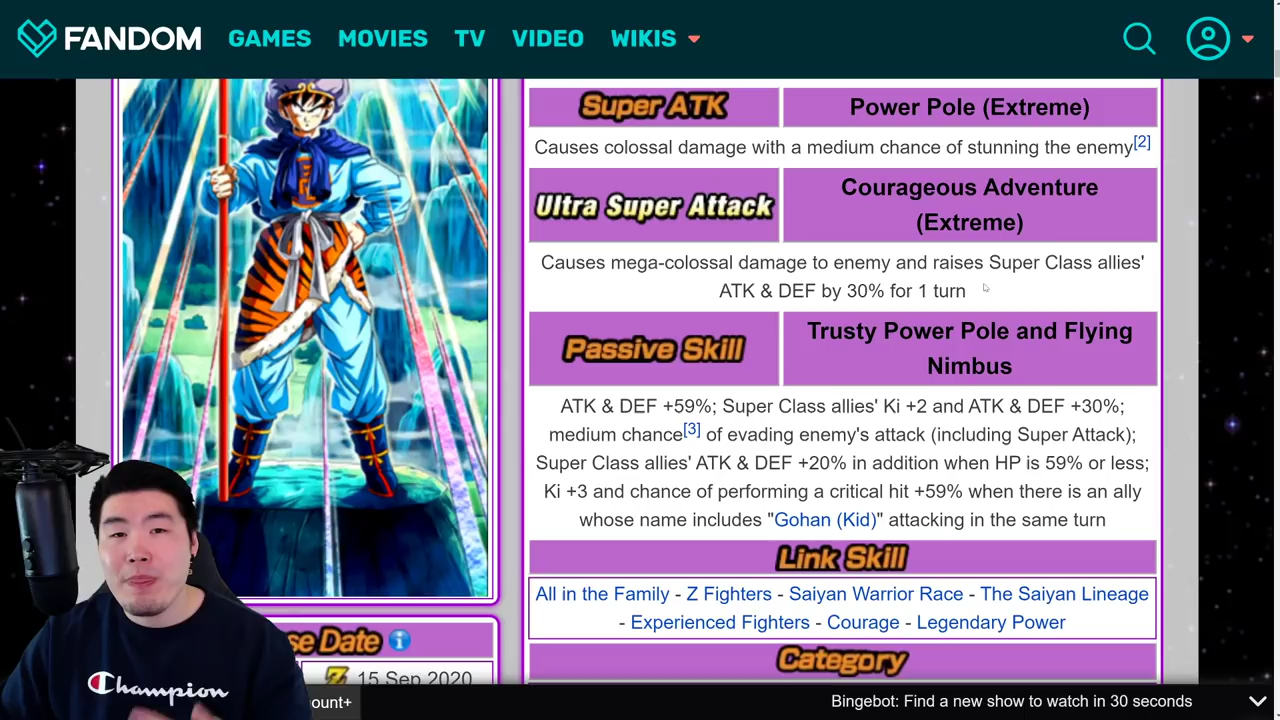 FANDOM GAMES MOVIES TV VIDEO WIKIS
Super ATK
Power Pole (Extreme)
Causes colossal damage with a medium chance of stunning the enemy[2]
Ultra Super Attack
Courageous Adventure
(Extreme)
Causes mega-colossal damage to enemy and raises Super Class allies'
ATK & DEF by 30% for 1 turn
Passive Skill
Trusty Power Pole and Flying
Nimbus
ATK & DEF +59%; Super Class allies' Ki +2 and ATK & DEF +30%;
medium chance[3] of evading enemy's attack (including Super Attack);
Super Class allies' ATK & DEF +20% in addition when HP is 59% or less;
Ki +3 and chance of performing a critical hit +59% when there is an ally
whose name includes "Gohan (Kid)" attacking in the same turn
Link Skill
All in the Family - Z Fighters - Saiyan Warrior Race - The Saiyan Lineage
- Experienced Fighters - Courage - Legendary Power
Category
se Date
15 Sep 2020
Champion
ount+
Bingebot: Find a new show to watch in 30 seconds